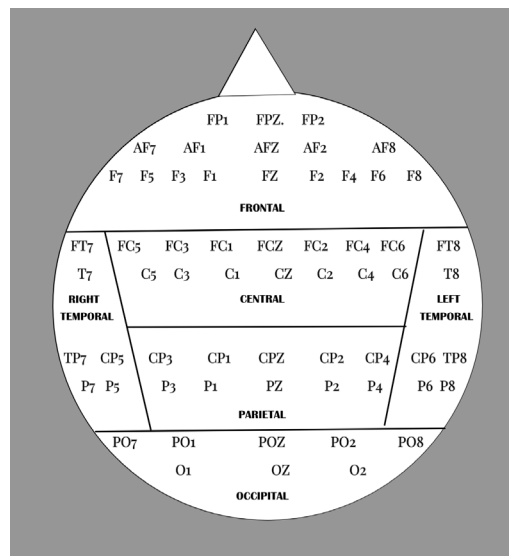 FP1 FPZ. FP2
AF7 AF1 AFZ AF2 AF8
F7 F5 F3 F1 FZ F2 F4 F6 F8
FRONTAL
FT7 FC5 FC3 FC1 FCZ FC2 FC4 FC6 FT8
T7 C5 C3 C1 CZ C2 C4 C6 T8
RIGHT TEMPORAL
CENTRAL
LEFT TEMPORAL
TP7 CP5 CP3 CP1 CPZ CP2 CP4 CP6 TP8
P7 P5 P3 P1 PZ P2 P4 P6 P8
PARIETAL
PO7 PO1 POZ PO2 PO8
O1 OZ O2
OCCIPITAL